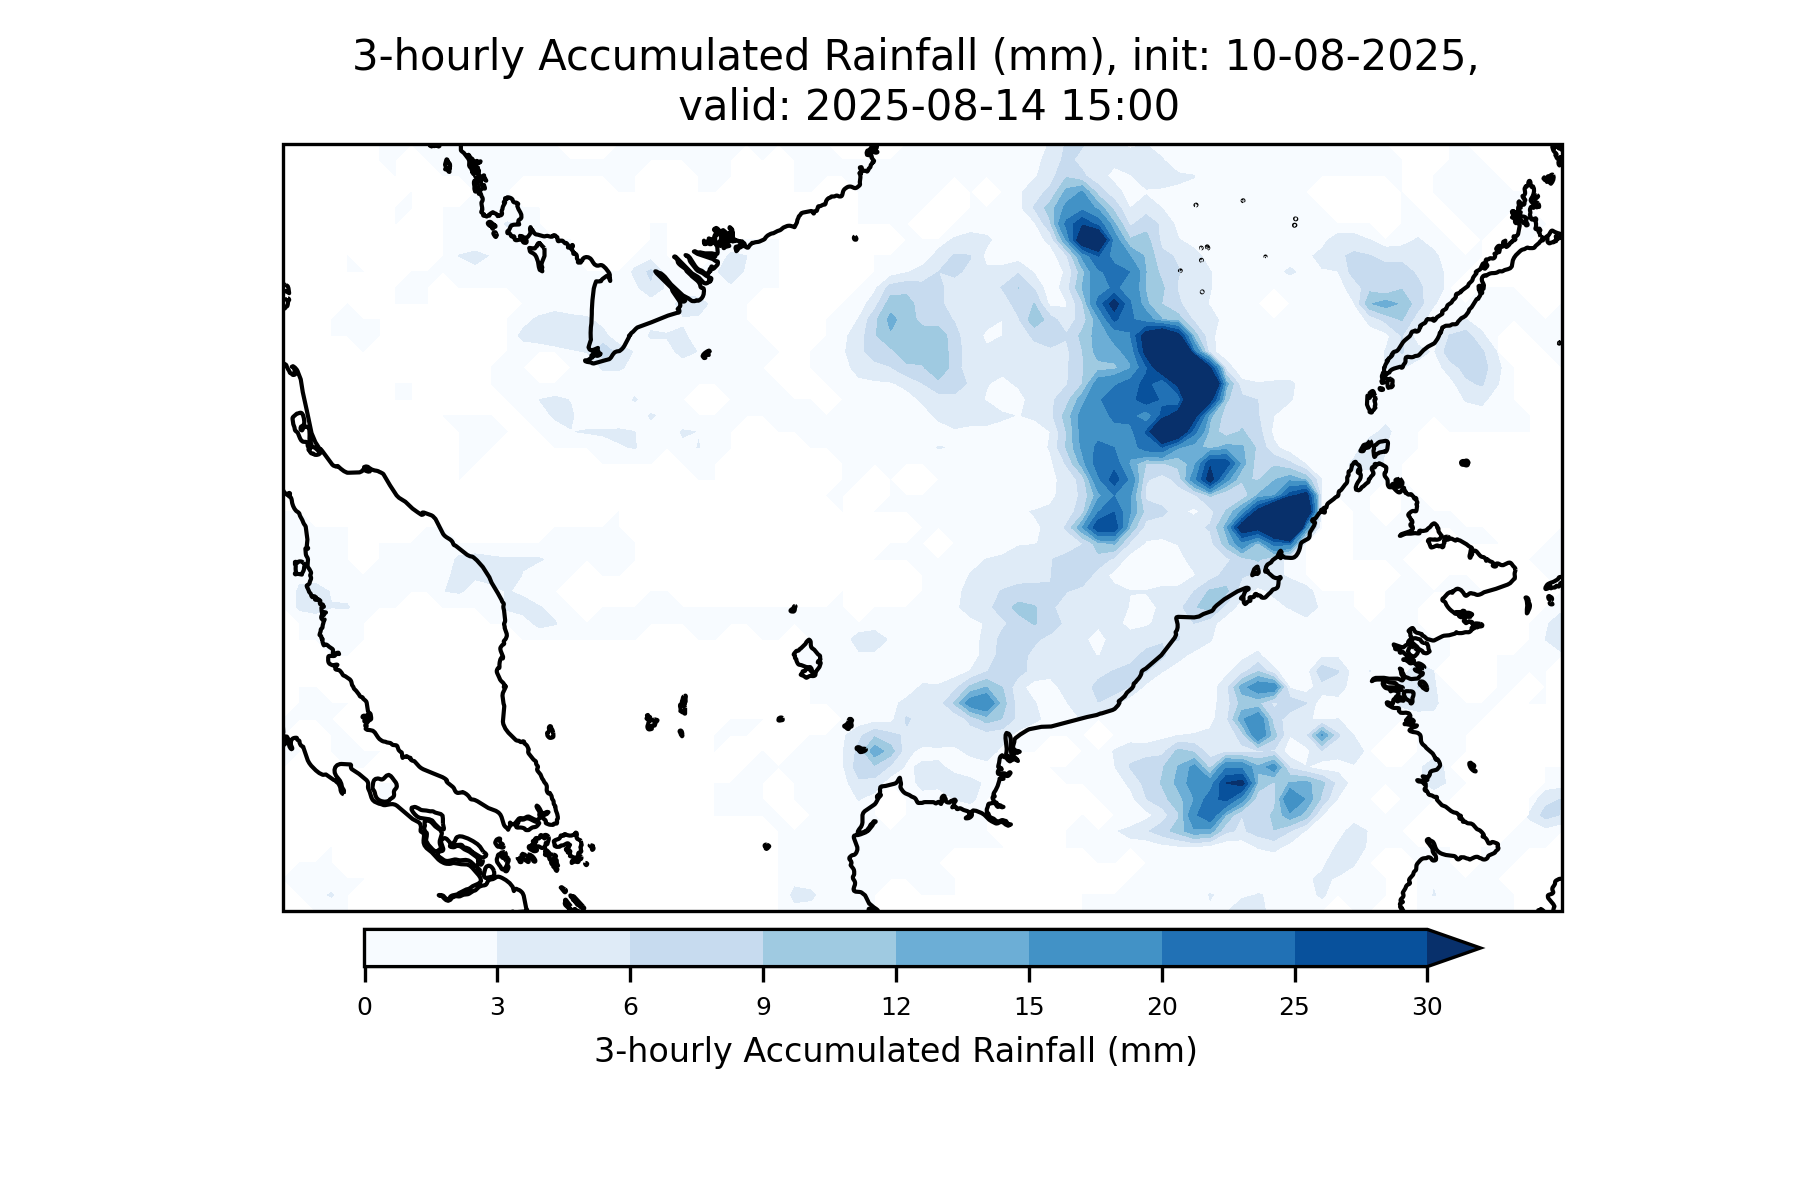 3-hourly Accumulated Rainfall (mm), init: 10-08-2025,
valid: 2025-08-14 15:00
0 3 6 9 12 15 20 25 30
3-hourly Accumulated Rainfall (mm)